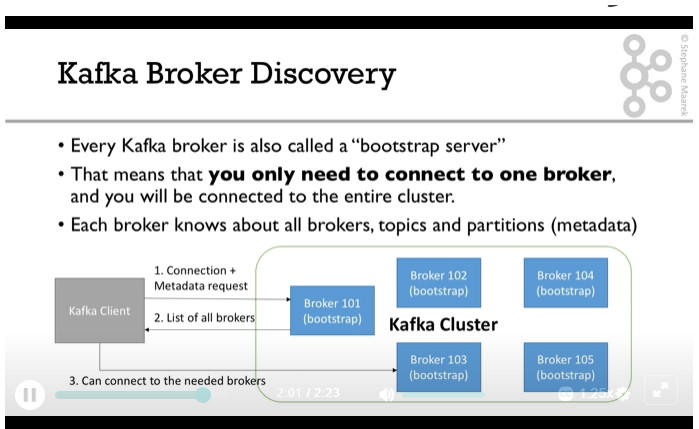 Kafka Broker Discovery
© Stephane Maarek
• Every Kafka broker is also called a “bootstrap server”
• That means that you only need to connect to one broker,
and you will be connected to the entire cluster.
• Each broker knows about all brokers, topics and partitions (metadata)
1. Connection +
Metadata request
Kafka Client
2. List of all brokers
3. Can connect to the needed brokers
Broker 101
(bootstrap)
Broker 102
(bootstrap)
Broker 104
(bootstrap)
Kafka Cluster
Broker 103
(bootstrap)
Broker 105
(bootstrap)
2:01 / 2:23
CC
1.25x